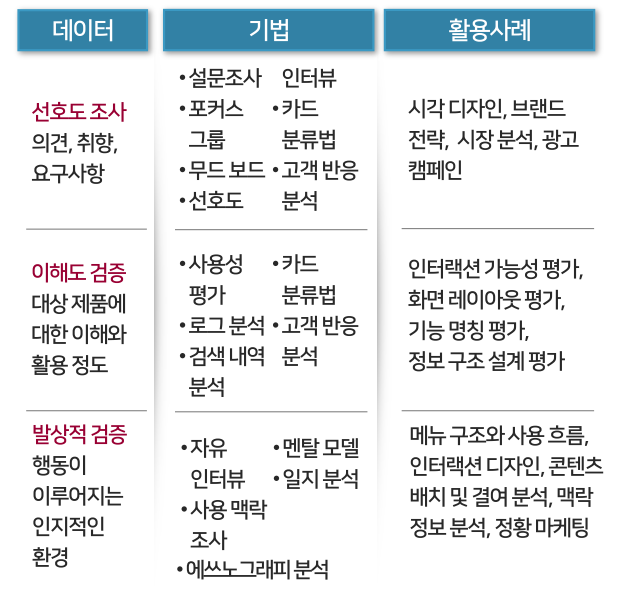 데이터
기법
활용사례
선호도 조사
의견, 취향,
요구사항
• 설문조사
• 포커스
그룹
• 무드 보드
• 선호도
인터뷰
• 카드
분류법
• 고객 반응
분석
시각 디자인, 브랜드
전략, 시장 분석, 광고
캠페인
이해도 검증
대상 제품에
대한 이해와
활용 정도
• 사용성
평가
• 로그 분석
• 검색 내역
분석
• 카드
분류법
• 고객 반응
분석
인터랙션 가능성 평가,
화면 레이아웃 평가,
기능 명칭 평가,
정보 구조 설계 평가
발상적 검증
행동이
이루어지는
인지적인
환경
• 자유
인터뷰
• 사용 맥락
조사
• 에쓰노그래피 분석
• 멘탈 모델
• 일지 분석
메뉴 구조와 사용 흐름,
인터랙션 디자인, 콘텐츠
배치 및 결여 분석, 맥락
정보 분석, 정황 마케팅